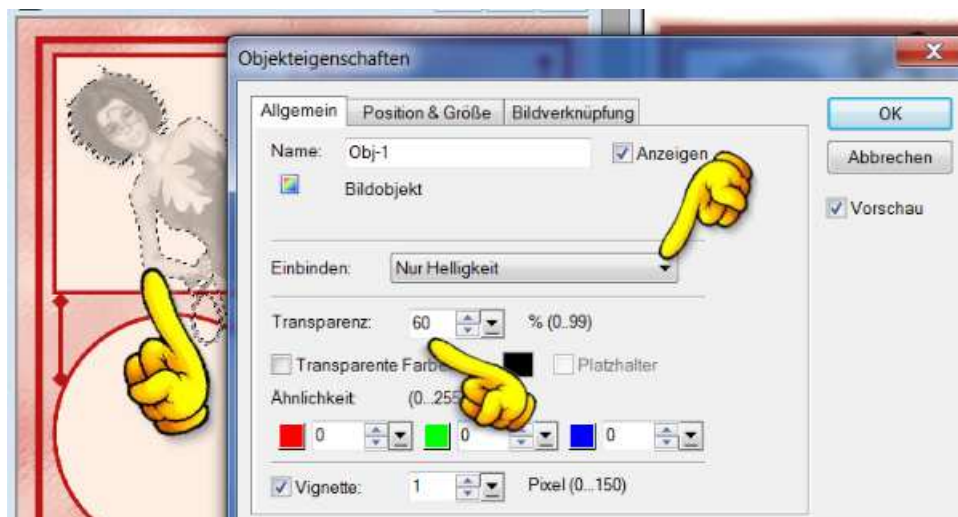 Objekteigenschaften
Allgemein Position & Größe Bildverknüpfung
OK
Name: Obj-1 Anzeigen
Abbrechen
Bildobjekt
Vorschau
Einbinden: Nur Helligkeit
Transparenz: 60 % (0..99)
Transparente Farbe Platzhalter
Ähnlichkeit (0...255
0 0 0
Vignette: 1 Pixel (0...150)